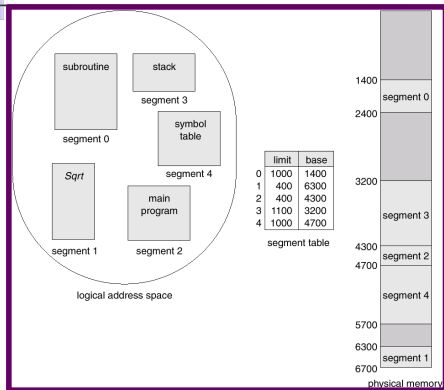 subroutine
segment 0
stack
segment 3
symbol
table
segment 4
Sqrt
segment 1
main
program
segment 2
logical address space
limit base
0 1000 1400
1 400 6300
2 400 4300
3 1100 3200
4 1000 4700
segment table
1400
segment 0
2400
3200
segment 3
4300
segment 2
4700
segment 4
5700
6300
segment 1
6700
physical memory